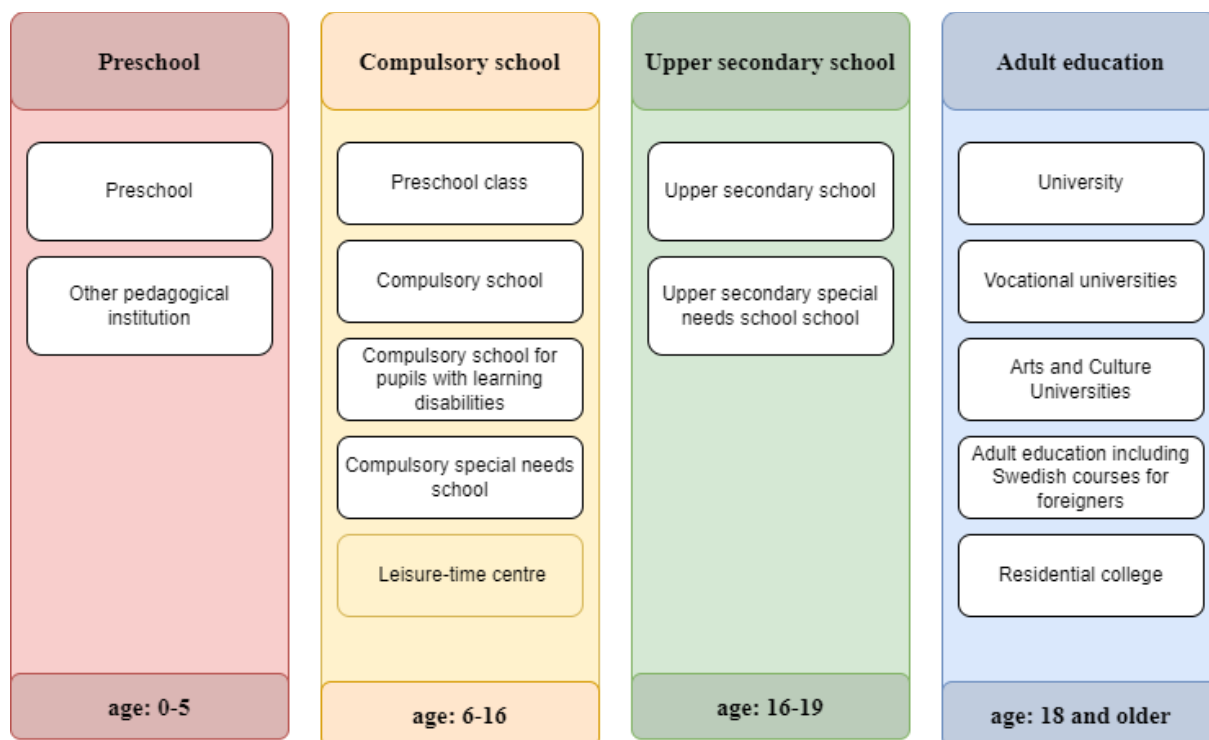 Preschool
Preschool
Other pedagogical
institution
age: 0-5
Compulsory school
Preschool class
Compulsory school
Compulsory school for
pupils with learning
disabilities
Compulsory special needs
school
Leisure-time centre
age: 6-16
Upper secondary school
Upper secondary school
Upper secondary special
needs school school
age: 16-19
Adult education
University
Vocational universities
Arts and Culture
Universities
Adult education including
Swedish courses for
foreigners
Residential college
age: 18 and older